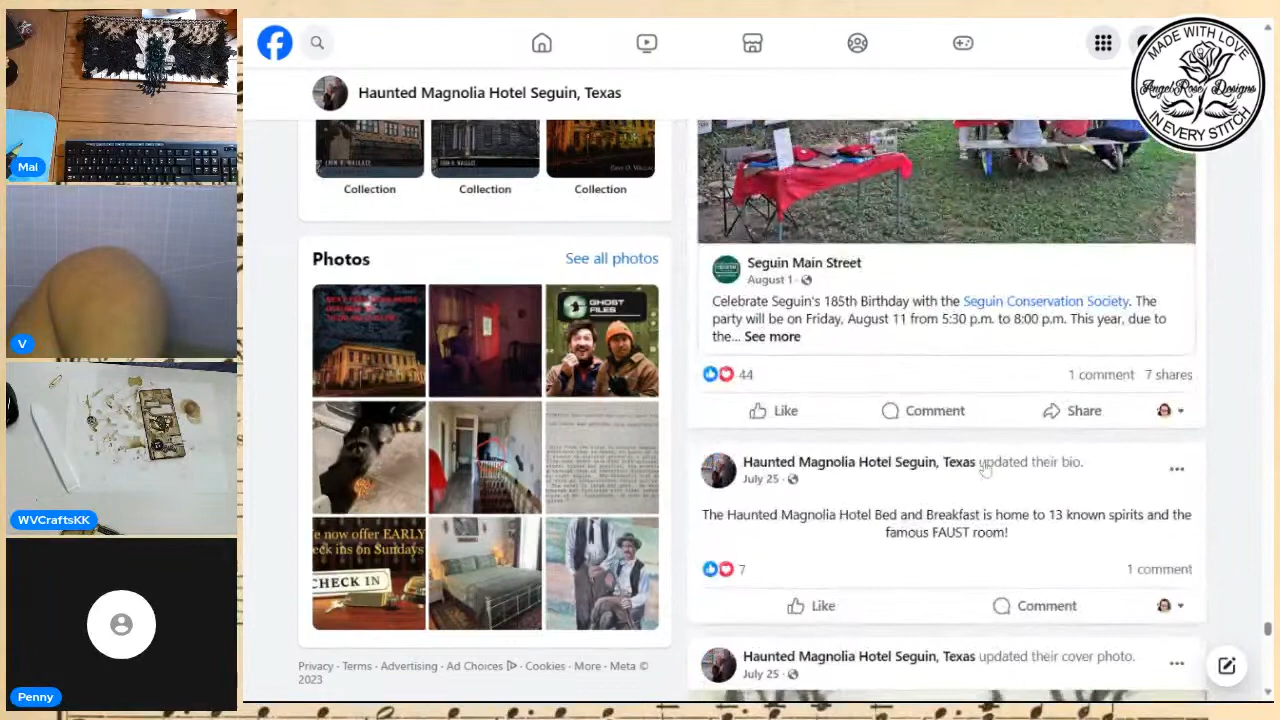 Haunted Magnolia Hotel Seguin, Texas
MADE WITH LOVE
AngelRose Designs
IN EVERY STITCH
Mai
V
WVCraftsKK
Penny
Collection
Collection
Collection
Photos
See all photos
GHOST
FILES
e now offer EARLY
eck ins on Sundays
CHECK IN
Privacy · Terms · Advertising · Ad Choices · Cookies · More · Meta ©
2023
Seguin Main Street
August 1 ·
Celebrate Seguin's 185th Birthday with the Seguin Conservation Society. The
party will be on Friday, August 11 from 5:30 p.m. to 8:00 p.m. This year, due to
the... See more
44
1 comment 7 shares
Like
Comment
Share
Haunted Magnolia Hotel Seguin, Texas updated their bio.
July 25 ·
The Haunted Magnolia Hotel Bed and Breakfast is home to 13 known spirits and the
famous FAUST room!
7
1 comment
Like
Comment
Haunted Magnolia Hotel Seguin, Texas updated their cover photo.
July 25 ·